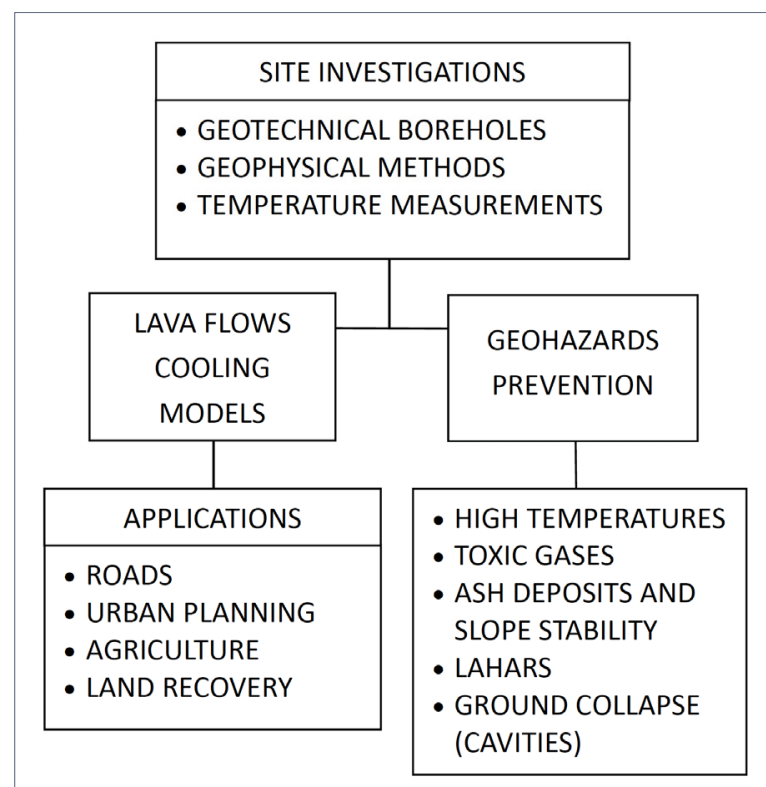 SITE INVESTIGATIONS
• GEOTECHNICAL BOREHOLES
• GEOPHYSICAL METHODS
• TEMPERATURE MEASUREMENTS
LAVA FLOWS
COOLING
MODELS
GEOHAZARDS
PREVENTION
APPLICATIONS
• ROADS
• URBAN PLANNING
• AGRICULTURE
• LAND RECOVERY
• HIGH TEMPERATURES
• TOXIC GASES
• ASH DEPOSITS AND
SLOPE STABILITY
• LAHARS
• GROUND COLLAPSE
(CAVITIES)